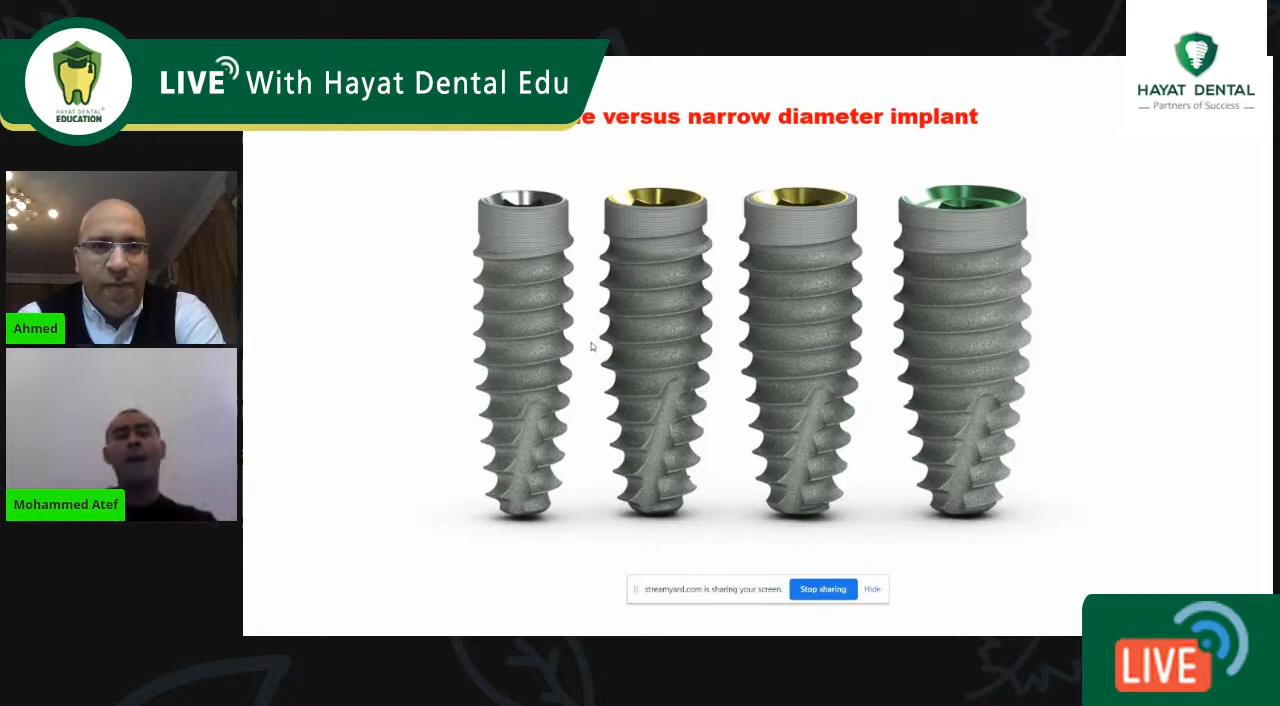 HAYAT DENTAL
EDUCATION
LIVE With Hayat Dental Edu
HAYAT DENTAL
Partners of Success
versus narrow diameter implant
Ahmed
Mohammed Atef
streamyard.com is sharing your screen.
Stop sharing
Hide
LIVE